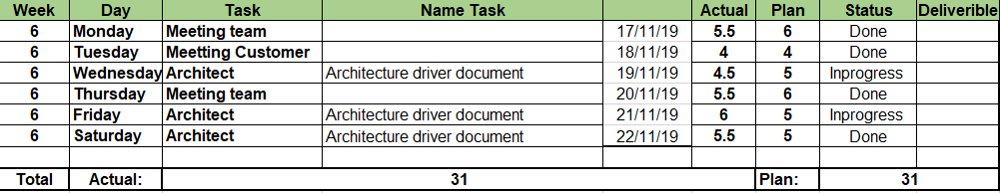 Week Day Task Name Task Actual Plan Status Deliverible
6 Monday Meeting team 17/11/19 5.5 6 Done
6 Tuesday Meetting Customer 18/11/19 4 4 Done
6 Wednesday Architect Architecture driver document 19/11/19 4.5 5 Inprogress
6 Thursday Meeting team 20/11/19 5.5 6 Done
6 Friday Architect Architecture driver document 21/11/19 6 5 Inprogress
6 Saturday Architect Architecture driver document 22/11/19 5.5 5 Done
Total Actual: 31 Plan: 31